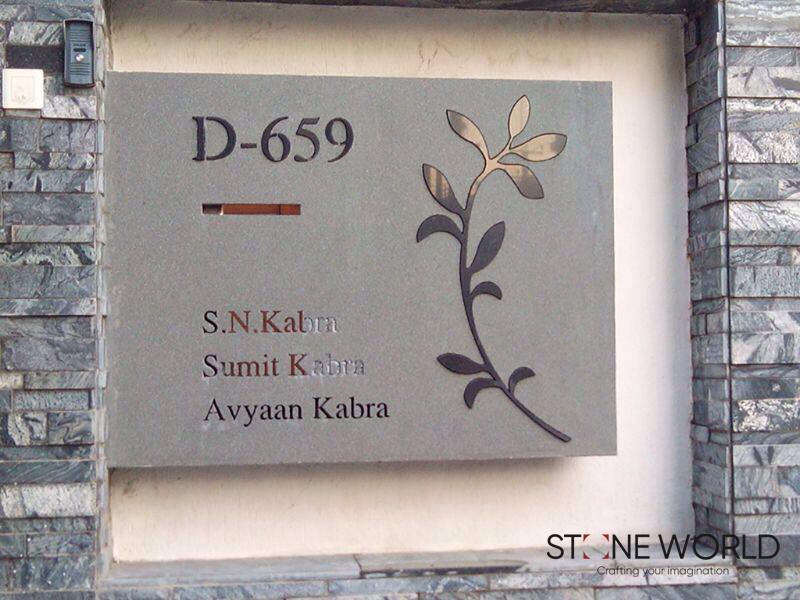 D-659
S.N.Kabra
Sumit Kabra
Avyaan Kabra
STONE WORLD
Crafting your imagination